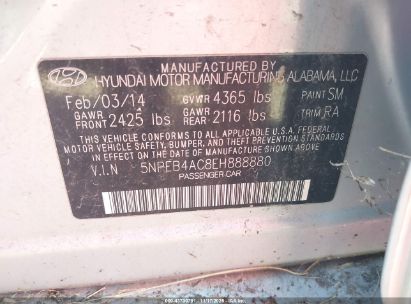 MANUFACTURED BY
HYUNDAI MOTOR MANUFACTURING ALABAMA, LLC
Feb/03/14 GVWR 4365 lbs PAINT SM
GAWR FRONT 2425 lbs GAWR REAR 2116 lbs TRIM RA
THIS VEHICLE CONFORMS TO ALL APPLICABLE U.S.A. FEDERAL
MOTOR VEHICLE SAFETY, BUMPER, AND THEFT PREVENTION STANDARDS
IN EFFECT ON THE DATE OF MANUFACTURE SHOWN ABOVE.
V.I.N 5NPEB4AC8EH888880
PASSENGER CAR